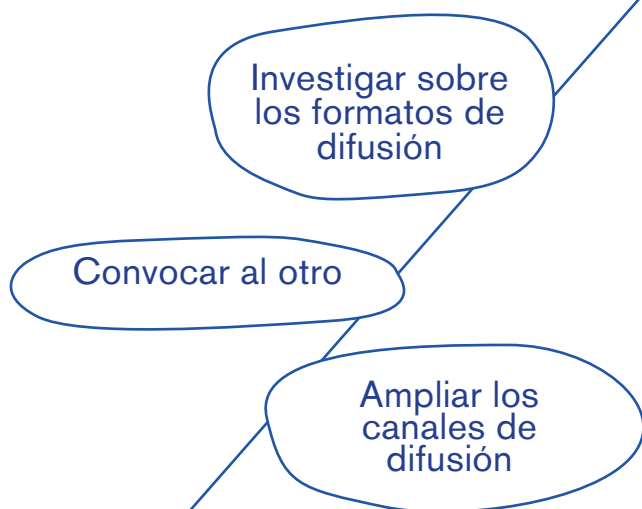 Investigar sobre
los formatos de
difusión
Convocar al otro
Ampliar los
canales de
difusión